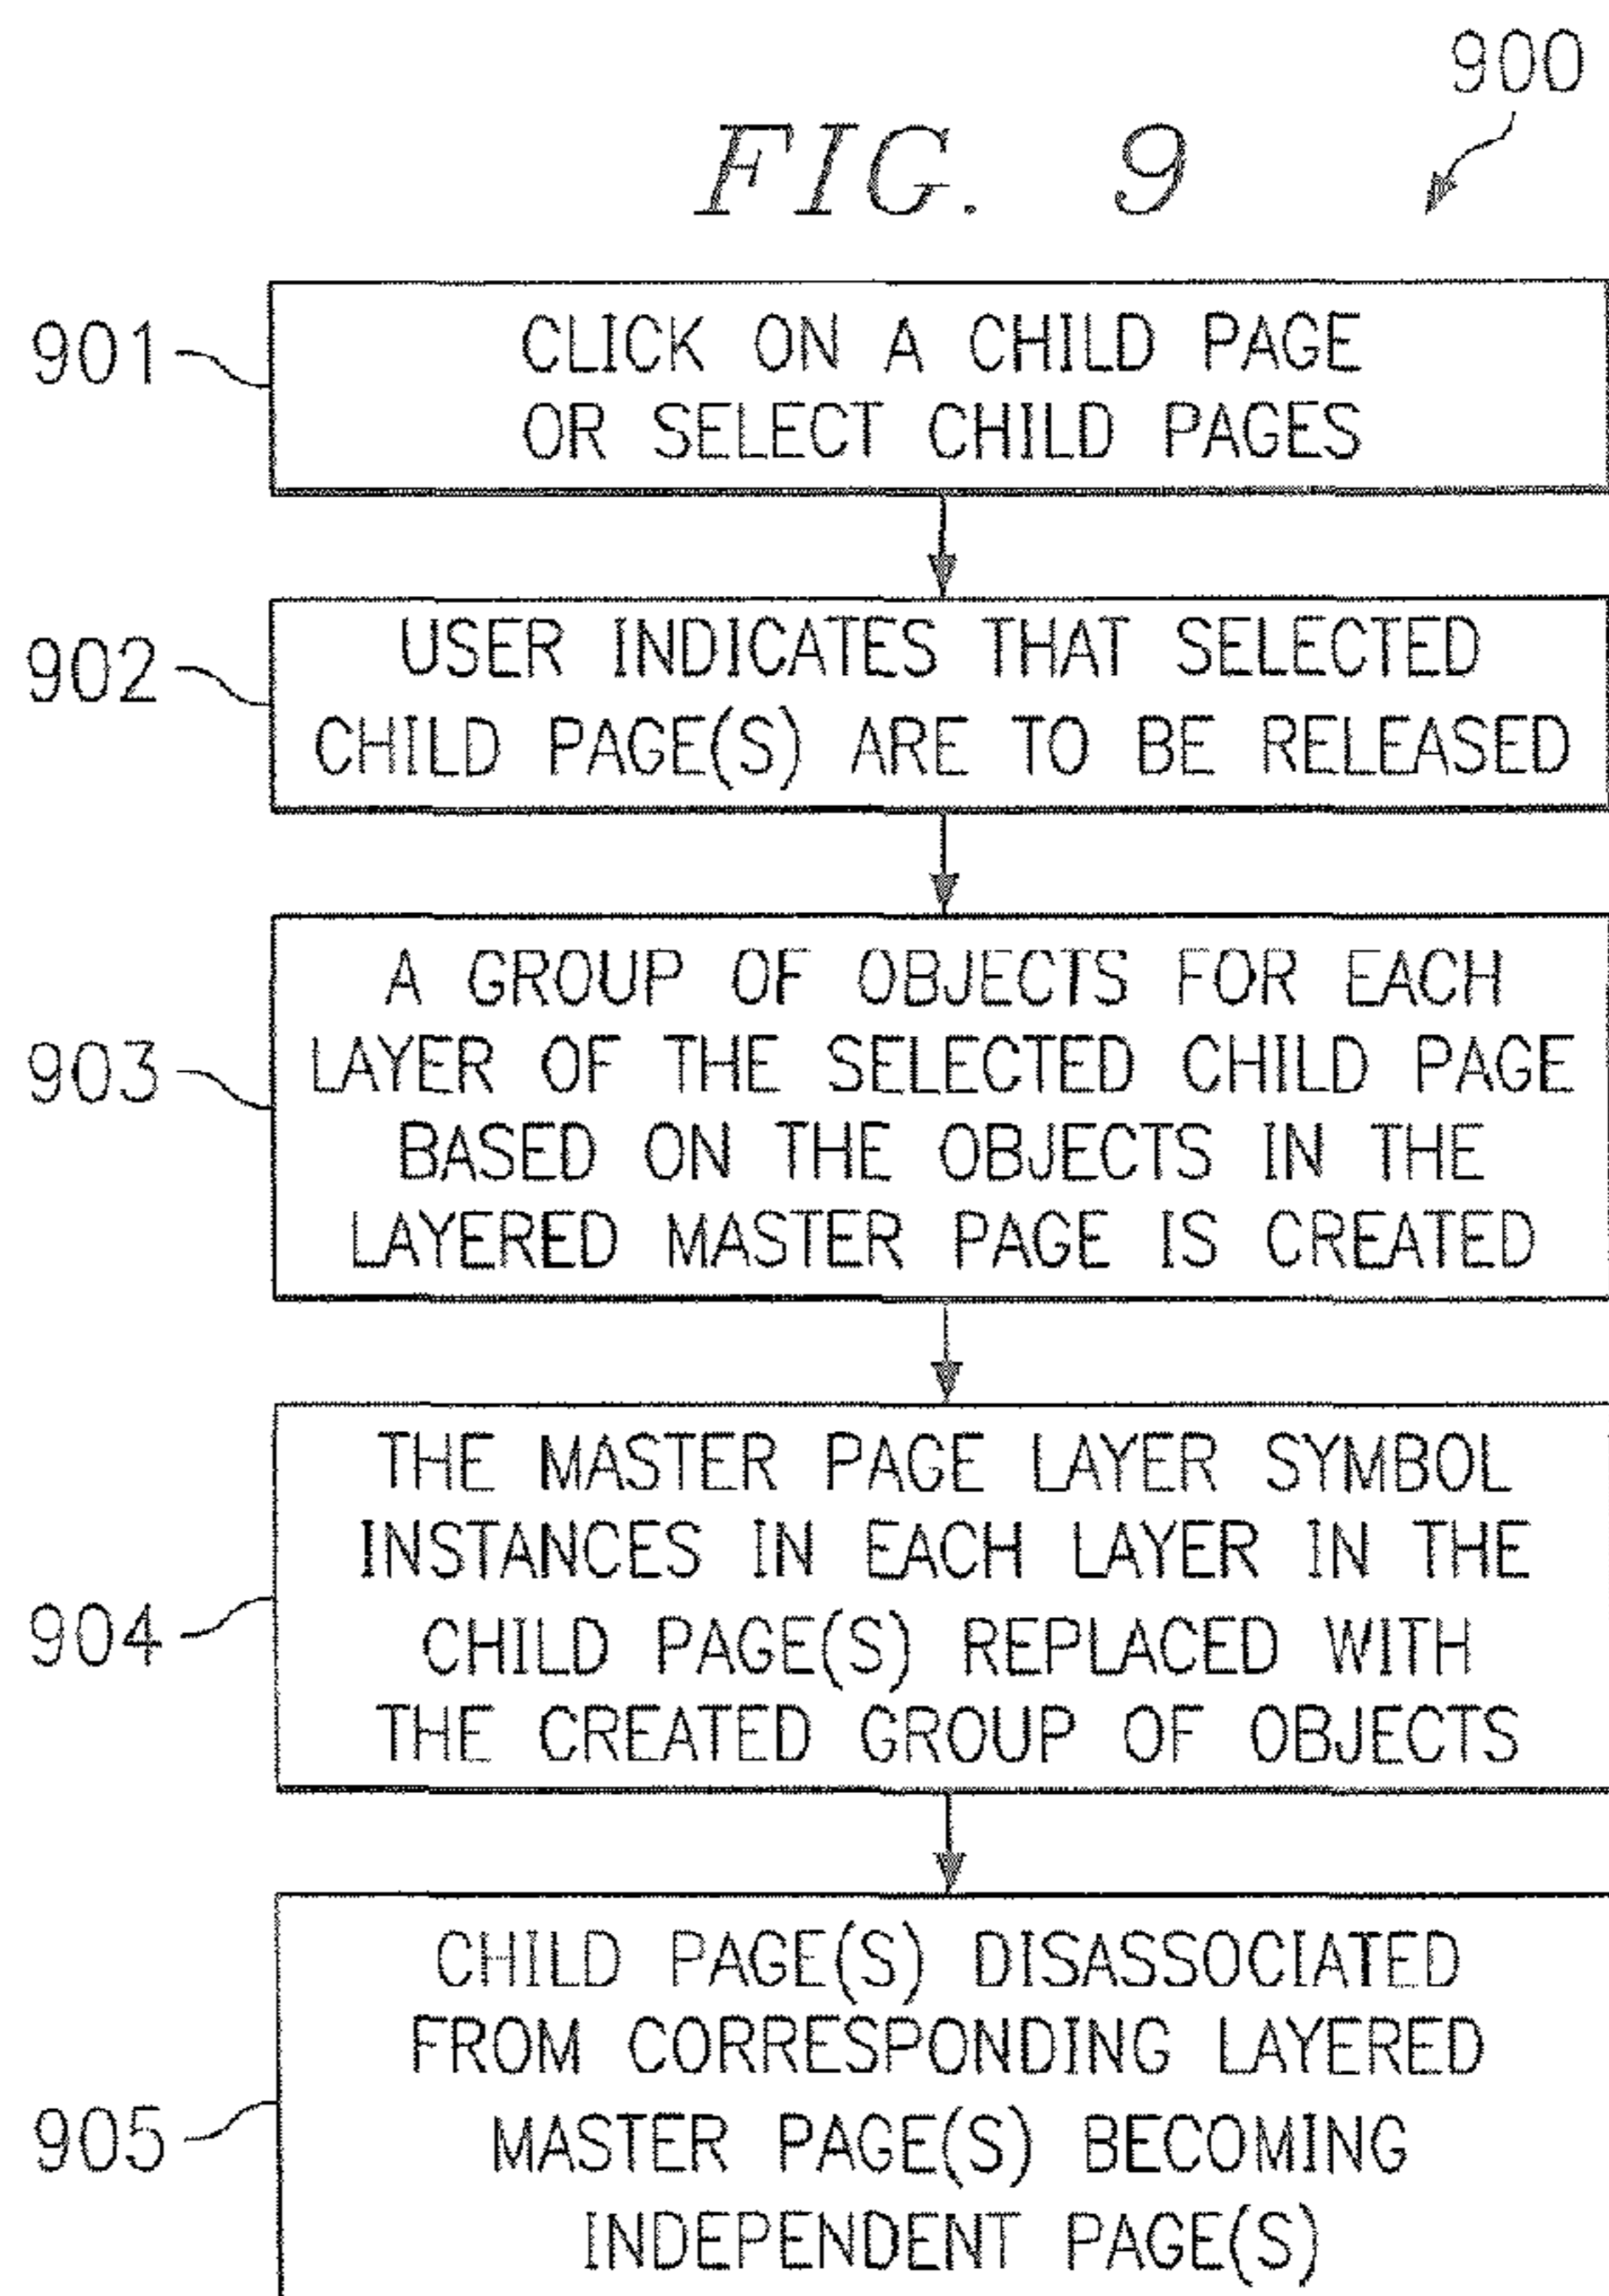 900
FIG. 9
901
CLICK ON A CHILD PAGE
OR SELECT CHILD PAGES
902
USER INDICATES THAT SELECTED
CHILD PAGE(S) ARE TO BE RELEASED
903
A GROUP OF OBJECTS FOR EACH
LAYER OF THE SELECTED CHILD PAGE
BASED ON THE OBJECTS IN THE
LAYERED MASTER PAGE IS CREATED
904
THE MASTER PAGE LAYER SYMBOL
INSTANCES IN EACH LAYER IN THE
CHILD PAGE(S) REPLACED WITH
THE CREATED GROUP OF OBJECTS
905
CHILD PAGE(S) DISASSOCIATED
FROM CORRESPONDING LAYERED
MASTER PAGE(S) BECOMING
INDEPENDENT PAGE(S)